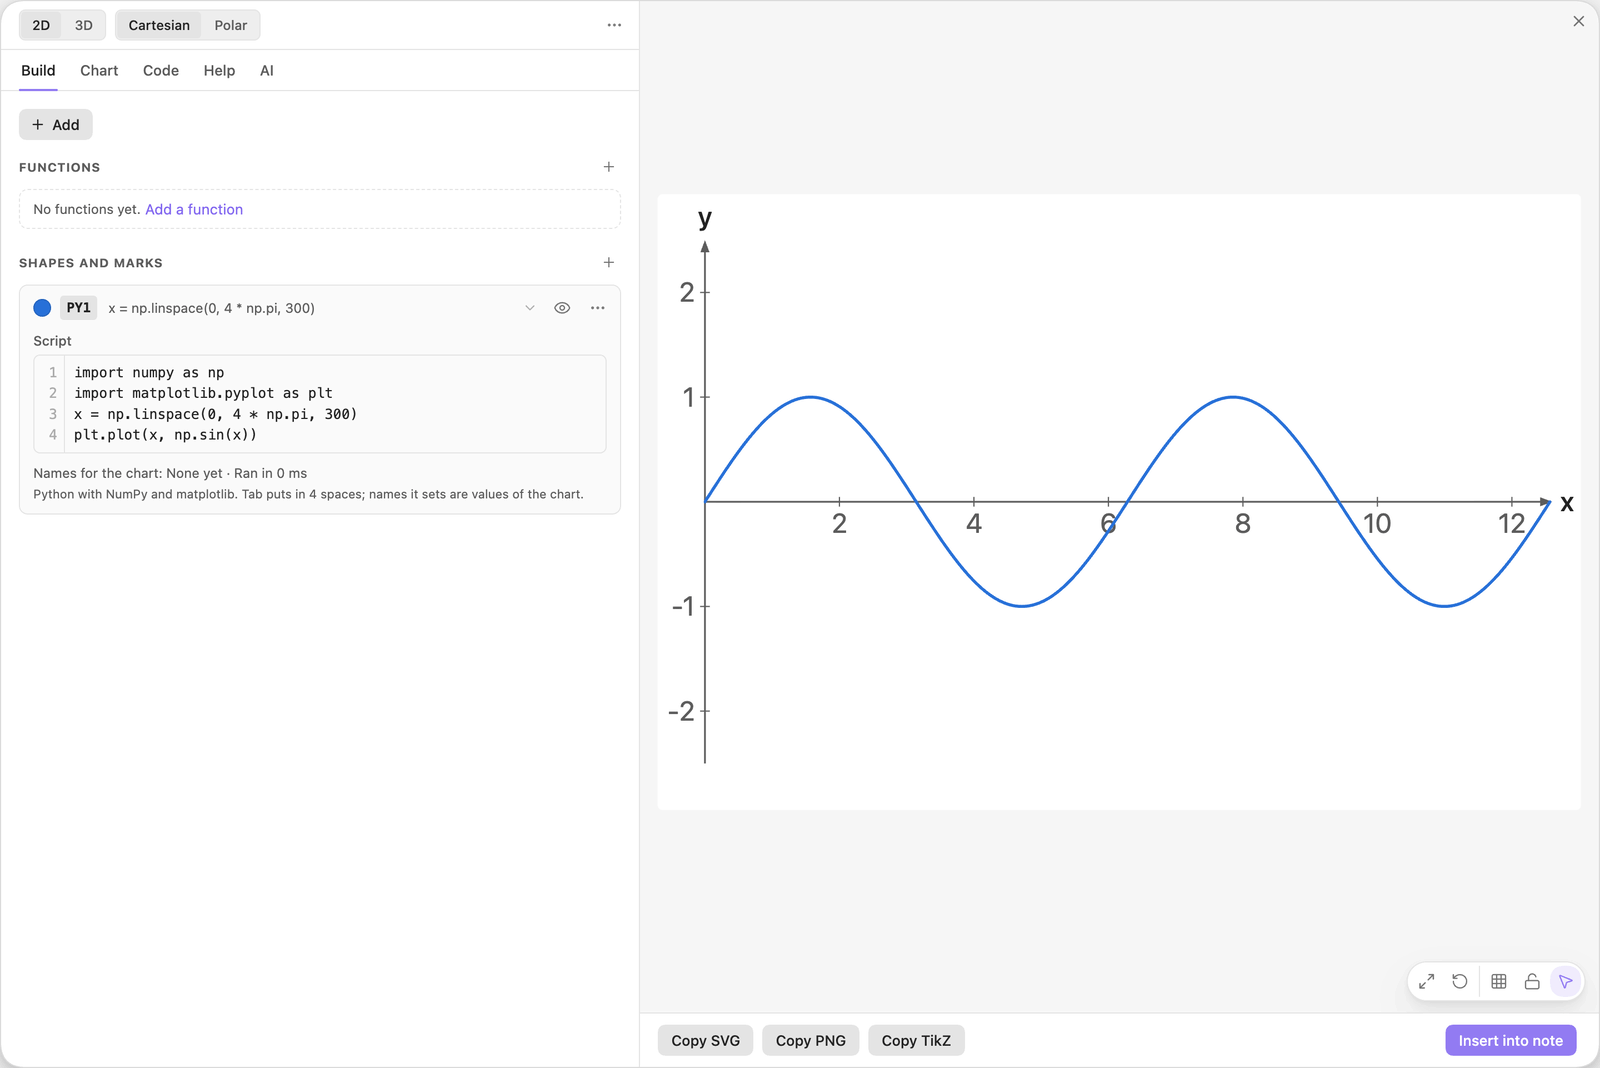 2D 3D Cartesian Polar
Build Chart Code Help AI
+ Add
FUNCTIONS
No functions yet. Add a function
SHAPES AND MARKS
PY1 x = np.linspace(0, 4 * np.pi, 300)
Script
1 import numpy as np
2 import matplotlib.pyplot as plt
3 x = np.linspace(0, 4 * np.pi, 300)
4 plt.plot(x, np.sin(x))
Names for the chart: None yet · Ran in 0 ms
Python with NumPy and matplotlib. Tab puts in 4 spaces; names it sets are values of the chart.
y
2
1
x
2 4 6 8 10 12
-1
-2
Copy SVG Copy PNG Copy TikZ Insert into note